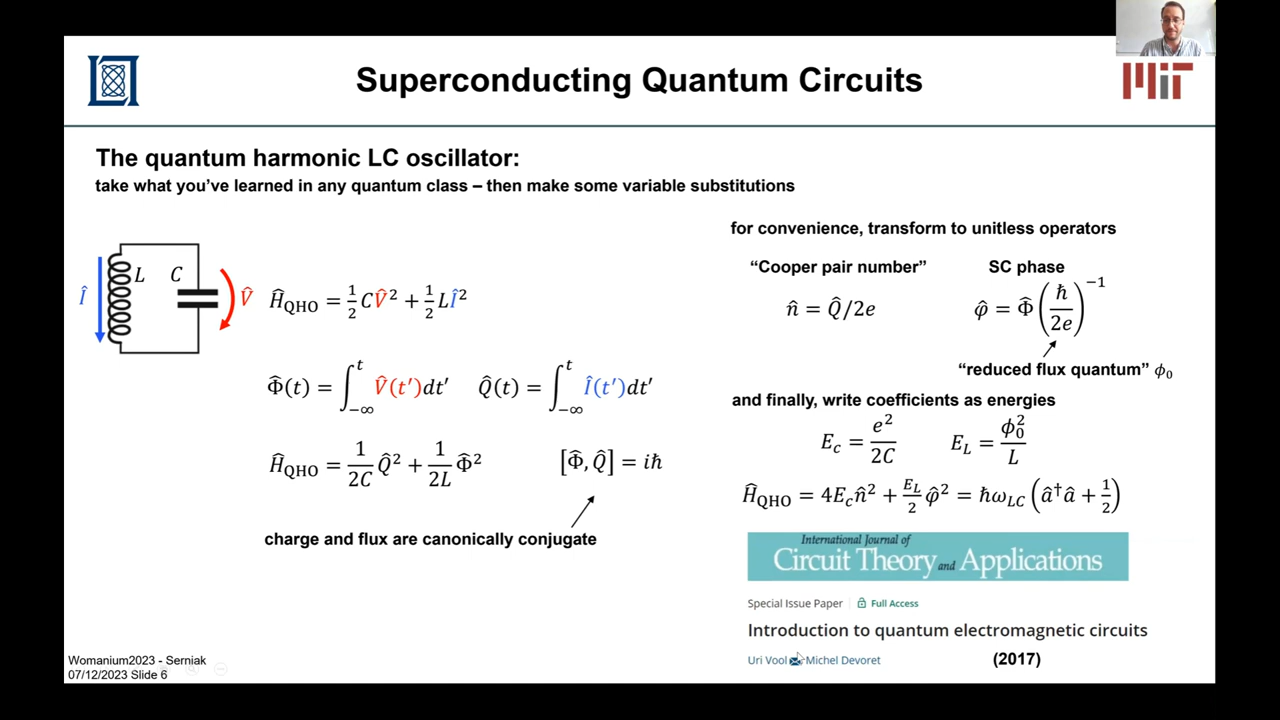 Superconducting Quantum Circuits
MIT
The quantum harmonic LC oscillator:
take what you've learned in any quantum class – then make some variable substitutions
Î L C V̂
Ĥ_QHO = ½CV̂² + ½LÎ²
Φ̂(t) = ∫_{-∞}^{t} V̂(t′)dt′ Q̂(t) = ∫_{-∞}^{t} Î(t′)dt′
Ĥ_QHO = 1/2C Q̂² + 1/2L Φ̂² [Φ̂, Q̂] = iħ
charge and flux are canonically conjugate
for convenience, transform to unitless operators
“Cooper pair number” SC phase
n̂ = Q̂/2e φ̂ = Φ̂(ħ/2e)⁻¹
“reduced flux quantum” ϕ₀
and finally, write coefficients as energies
E_c = e²/2C E_L = ϕ₀²/L
Ĥ_QHO = 4E_c n̂² + E_L/2 φ̂² = ħω_LC (â†â + ½)
International Journal of
Circuit Theory and Applications
Special Issue Paper Full Access
Introduction to quantum electromagnetic circuits
Uri Vool Michel Devoret (2017)
Womanium2023 - Serniak
07/12/2023 Slide 6